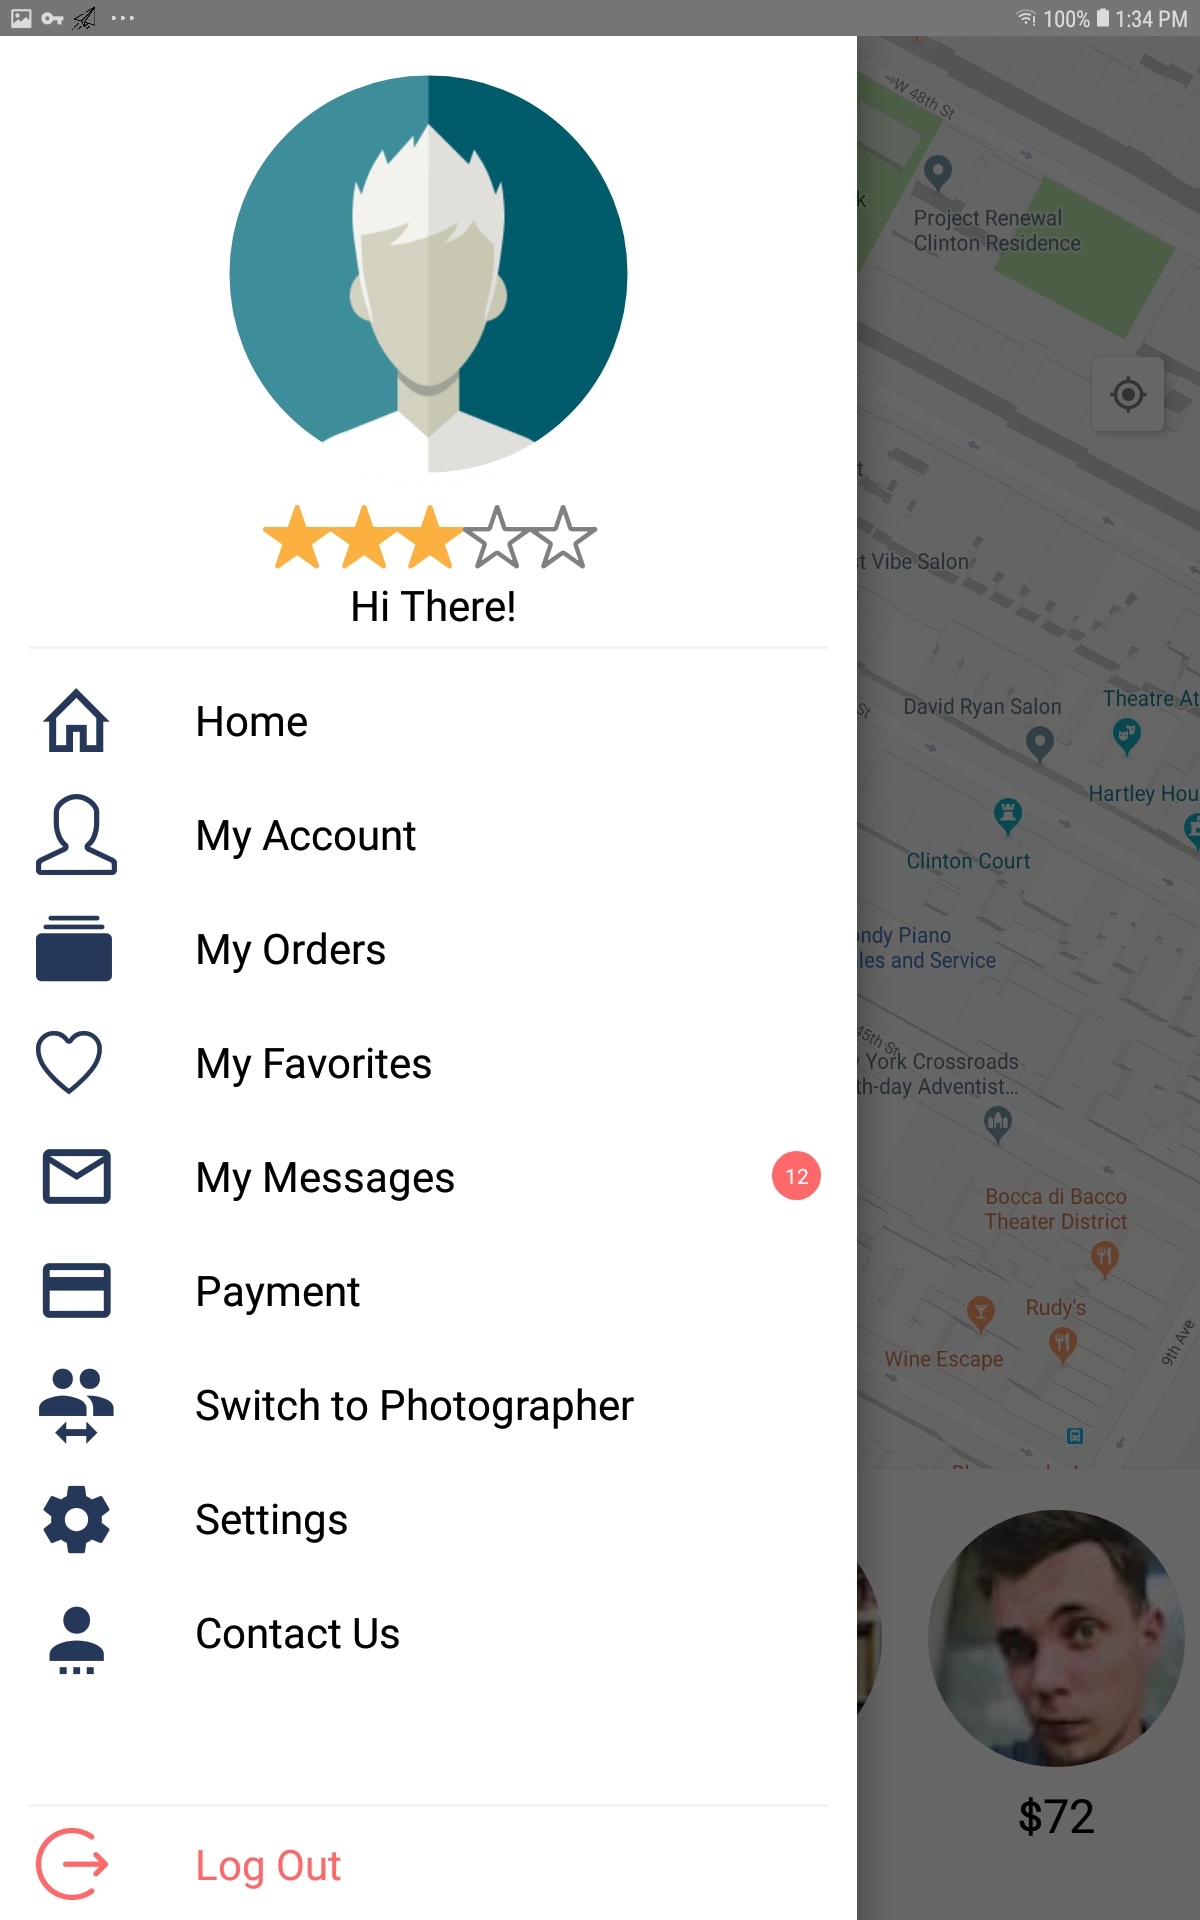 100% 1:34 PM
Hi There!
Home
My Account
My Orders
My Favorites
My Messages
12
Payment
Switch to Photographer
Settings
Contact Us
Log Out
W 48th St
k
Project Renewal
Clinton Residence
t
t Vibe Salon
St
David Ryan Salon
Theatre At
Hartley Hou
Clinton Court
ndy Piano
les and Service
45th St
York Crossroads
th-day Adventist...
Bocca di Bacco
Theater District
Rudy's
Wine Escape
9th Ave
$72